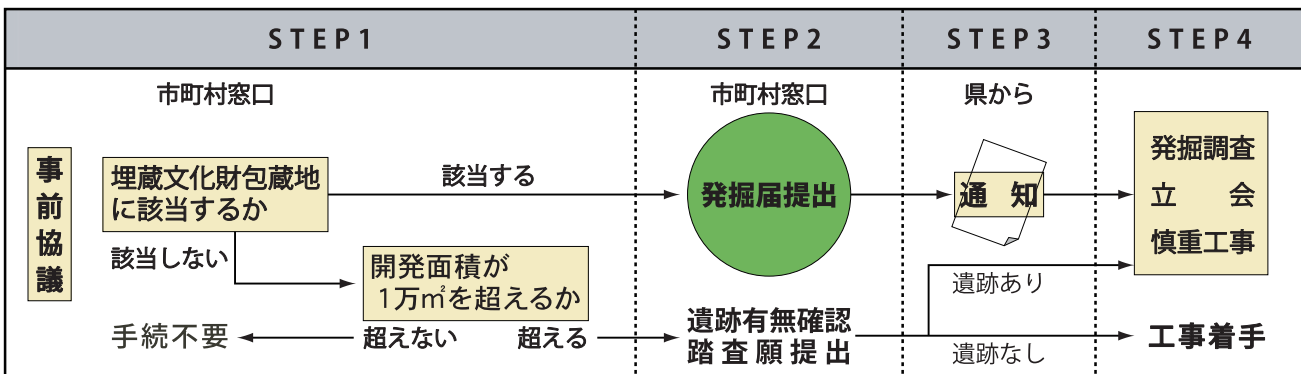 STEP1
STEP2
STEP3
STEP4
市町村窓口
市町村窓口
県から
事前協議
埋蔵文化財包蔵地
に該当するか
該当する
発掘届提出
通知
発掘調査
立会
慎重工事
該当しない
開発面積が
1万㎡を超えるか
遺跡あり
手続不要
超えない
超える
遺跡有無確認
踏査願提出
遺跡なし
工事着手